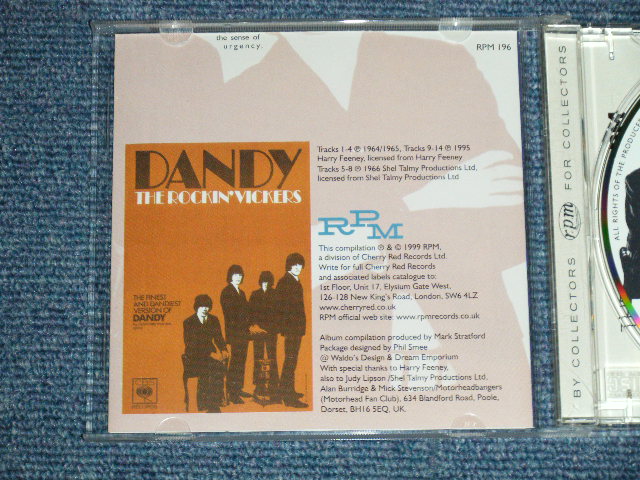 the sense of
urgency.
RPM 196
DANDY
THE ROCKIN' VICKERS
THE FINEST
AND DANDIEST
VERSION OF
DANDY
CBS
RECORDS
Tracks 1-4 ℗ 1964/1965, Tracks 9-14 ℗ 1995
Harry Feeney, licensed from Harry Feeney
Tracks 5-8 ℗ 1966 Shel Talmy Productions Ltd,
licensed from Shel Talmy Productions Ltd
RPM
This compilation ℗ & © 1999 RPM,
a division of Cherry Red Records Ltd.
Write for full Cherry Red Records
and associated labels catalogue to:
1st Floor, Unit 17, Elysium Gate West,
126-128 New King's Road, London, SW6 4LZ
www.cherryred.co.uk
RPM official web site: www.rpmrecords.co.uk
Album compilation produced by Mark Stratford
Package designed by Phil Smee
@ Waldo's Design & Dream Emporium
With special thanks to Harry Feeney,
also to Judy Lipson /Shel Talmy Productions Ltd,
Alan Burridge & Mick Stevenson/Motorheadbangers
(Motorhead Fan Club), 634 Blandford Road, Poole,
Dorset, BH16 5EQ. UK.
/ BY COLLECTORS rpm FOR COLLECTORS
ALL RIGHTS OF THE PRODUCER